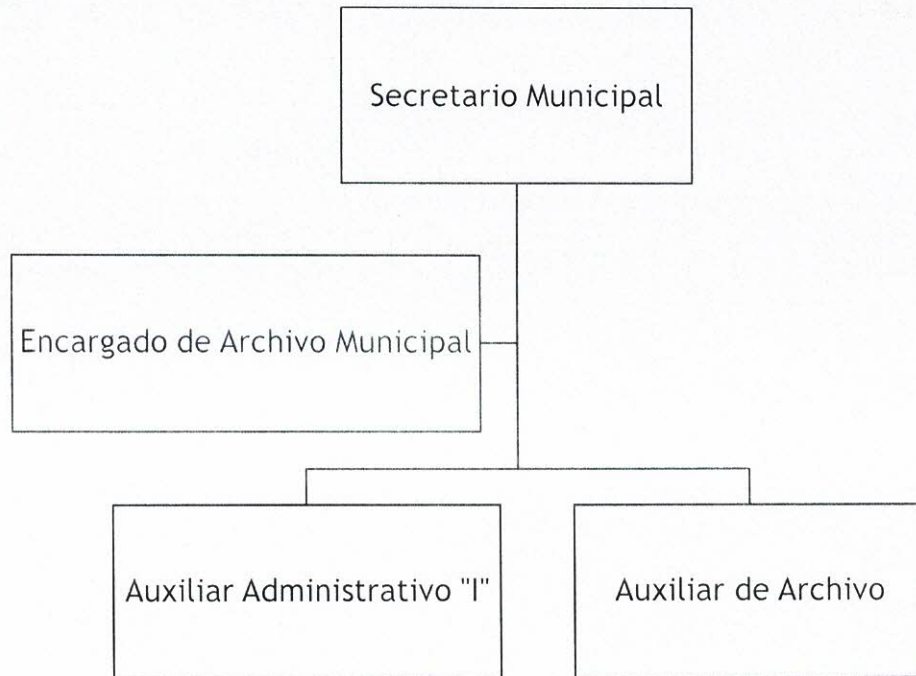 Secretario Municipal
Encargado de Archivo Municipal
Auxiliar Administrativo "I"
Auxiliar de Archivo